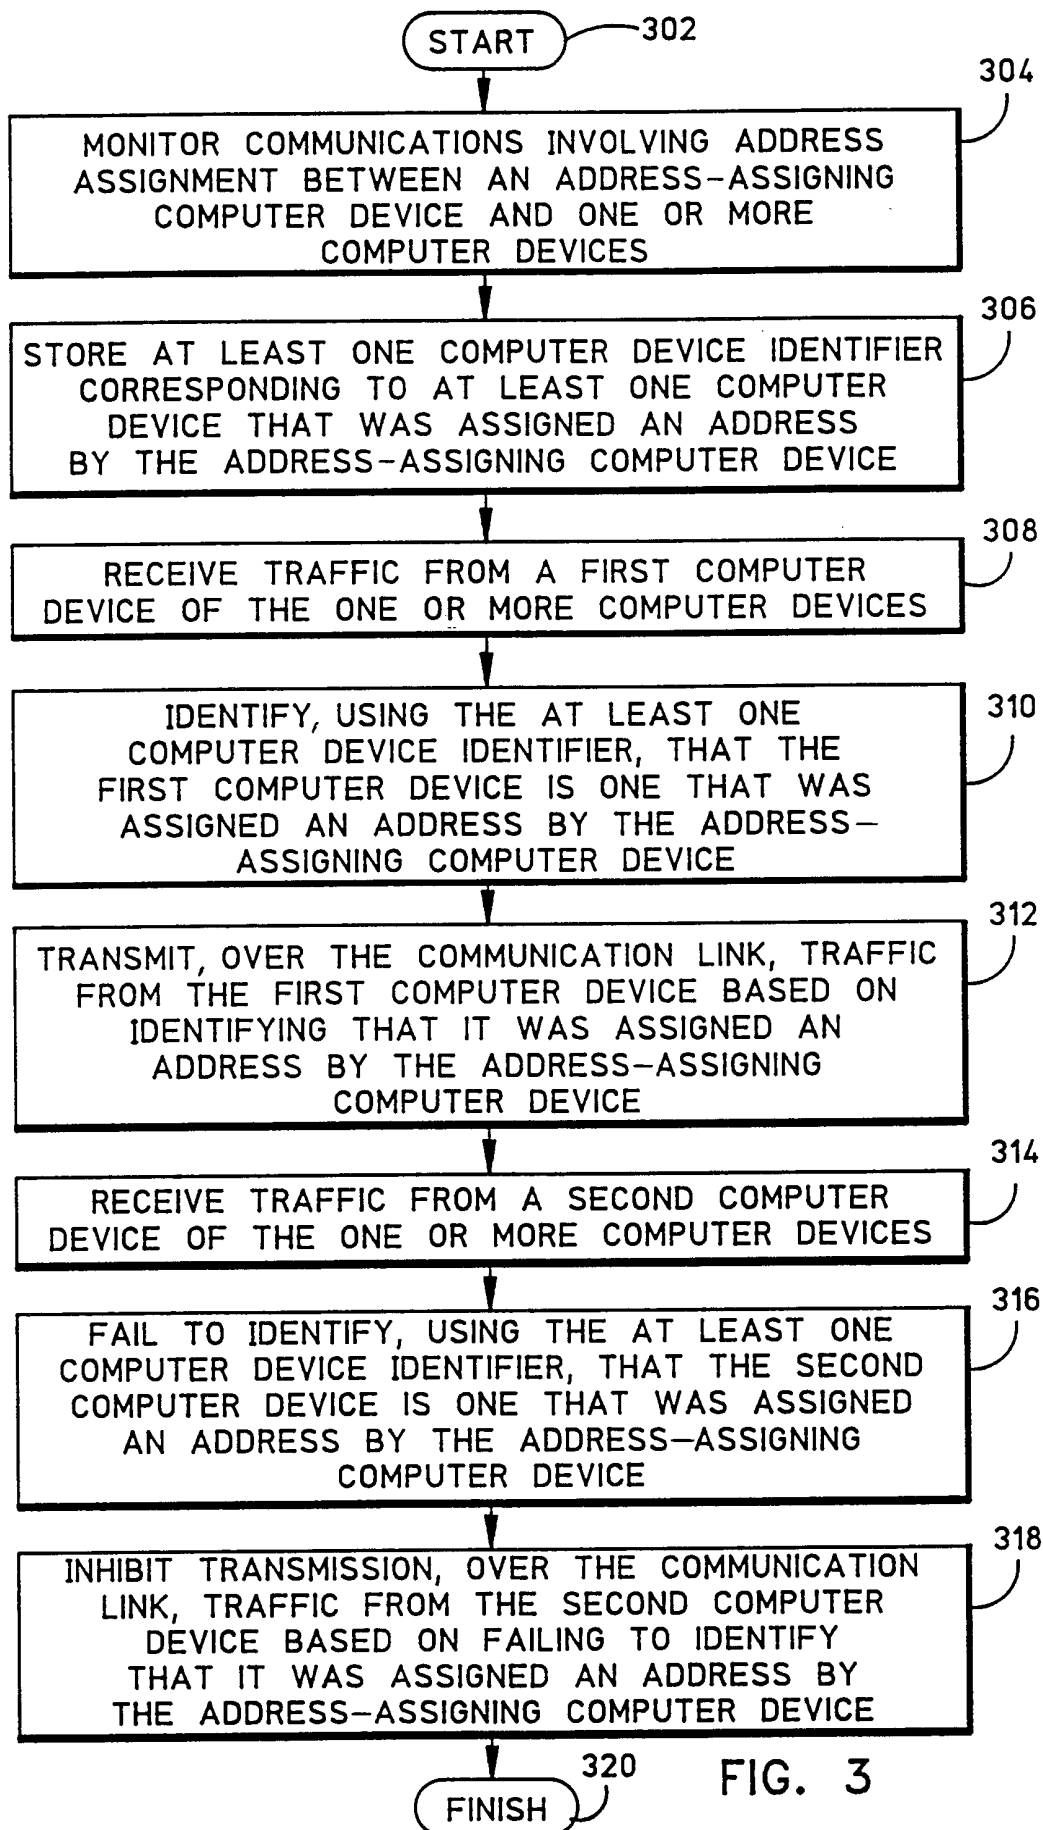 START
302
304
MONITOR COMMUNICATIONS INVOLVING ADDRESS
ASSIGNMENT BETWEEN AN ADDRESS-ASSIGNING
COMPUTER DEVICE AND ONE OR MORE
COMPUTER DEVICES
306
STORE AT LEAST ONE COMPUTER DEVICE IDENTIFIER
CORRESPONDING TO AT LEAST ONE COMPUTER
DEVICE THAT WAS ASSIGNED AN ADDRESS
BY THE ADDRESS-ASSIGNING COMPUTER DEVICE
308
RECEIVE TRAFFIC FROM A FIRST COMPUTER
DEVICE OF THE ONE OR MORE COMPUTER DEVICES
310
IDENTIFY, USING THE AT LEAST ONE
COMPUTER DEVICE IDENTIFIER, THAT THE
FIRST COMPUTER DEVICE IS ONE THAT WAS
ASSIGNED AN ADDRESS BY THE ADDRESS-
ASSIGNING COMPUTER DEVICE
312
TRANSMIT, OVER THE COMMUNICATION LINK, TRAFFIC
FROM THE FIRST COMPUTER DEVICE BASED ON
IDENTIFYING THAT IT WAS ASSIGNED AN
ADDRESS BY THE ADDRESS-ASSIGNING
COMPUTER DEVICE
314
RECEIVE TRAFFIC FROM A SECOND COMPUTER
DEVICE OF THE ONE OR MORE COMPUTER DEVICES
316
FAIL TO IDENTIFY, USING THE AT LEAST ONE
COMPUTER DEVICE IDENTIFIER, THAT THE SECOND
COMPUTER DEVICE IS ONE THAT WAS ASSIGNED
AN ADDRESS BY THE ADDRESS-ASSIGNING
COMPUTER DEVICE
318
INHIBIT TRANSMISSION, OVER THE COMMUNICATION
LINK, TRAFFIC FROM THE SECOND COMPUTER
DEVICE BASED ON FAILING TO IDENTIFY
THAT IT WAS ASSIGNED AN ADDRESS BY
THE ADDRESS-ASSIGNING COMPUTER DEVICE
320
FINISH
FIG. 3